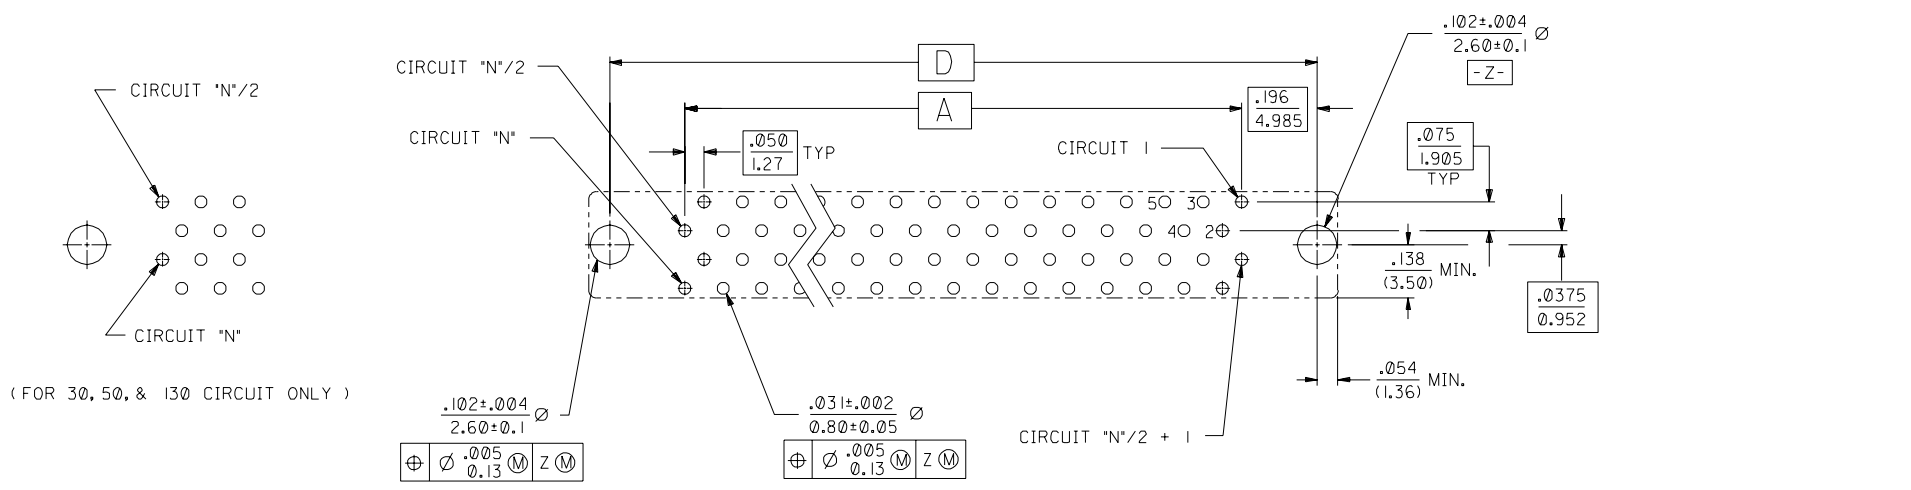 .102±.004
2.60±0.1 Ø
-Z-
CIRCUIT "N"/2
D
CIRCUIT "N"/2
A
.196
4.985
CIRCUIT "N"
.050
1.27 TYP
CIRCUIT 1
.075
1.905
TYP
5 3
4 2
.138
(3.50) MIN.
.0375
0.952
CIRCUIT "N"
(FOR 30,50,& 130 CIRCUIT ONLY )
.054
(1.36) MIN.
.102±.004
2.60±0.1 Ø
⌖ Ø .005
0.13 Ⓜ Z Ⓜ
.031±.002
0.80±0.05 Ø
⌖ Ø .005
0.13 Ⓜ Z Ⓜ
CIRCUIT "N"/2 + 1